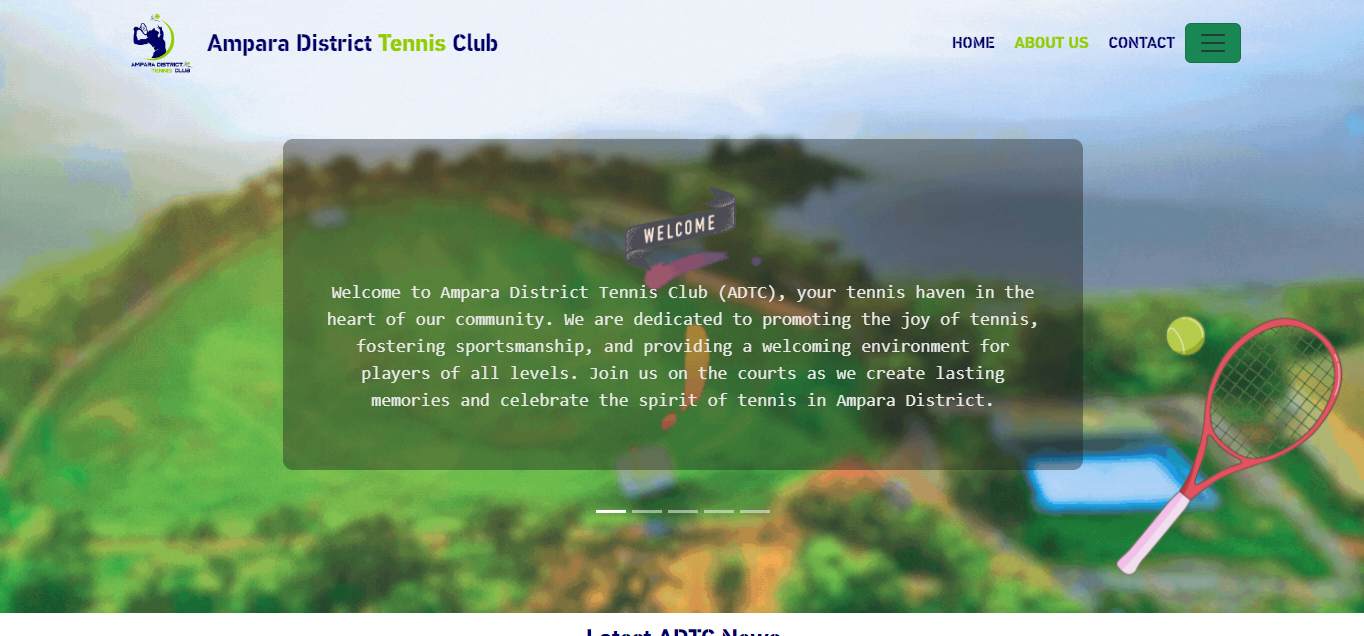 Ampara District Tennis Club
HOME ABOUT US CONTACT
AMPARA DISTRICT
TENNIS CLUB
WELCOME
Welcome to Ampara District Tennis Club (ADTC), your tennis haven in the
heart of our community. We are dedicated to promoting the joy of tennis,
fostering sportsmanship, and providing a welcoming environment for
players of all levels. Join us on the courts as we create lasting
memories and celebrate the spirit of tennis in Ampara District.
Latest ADTC News